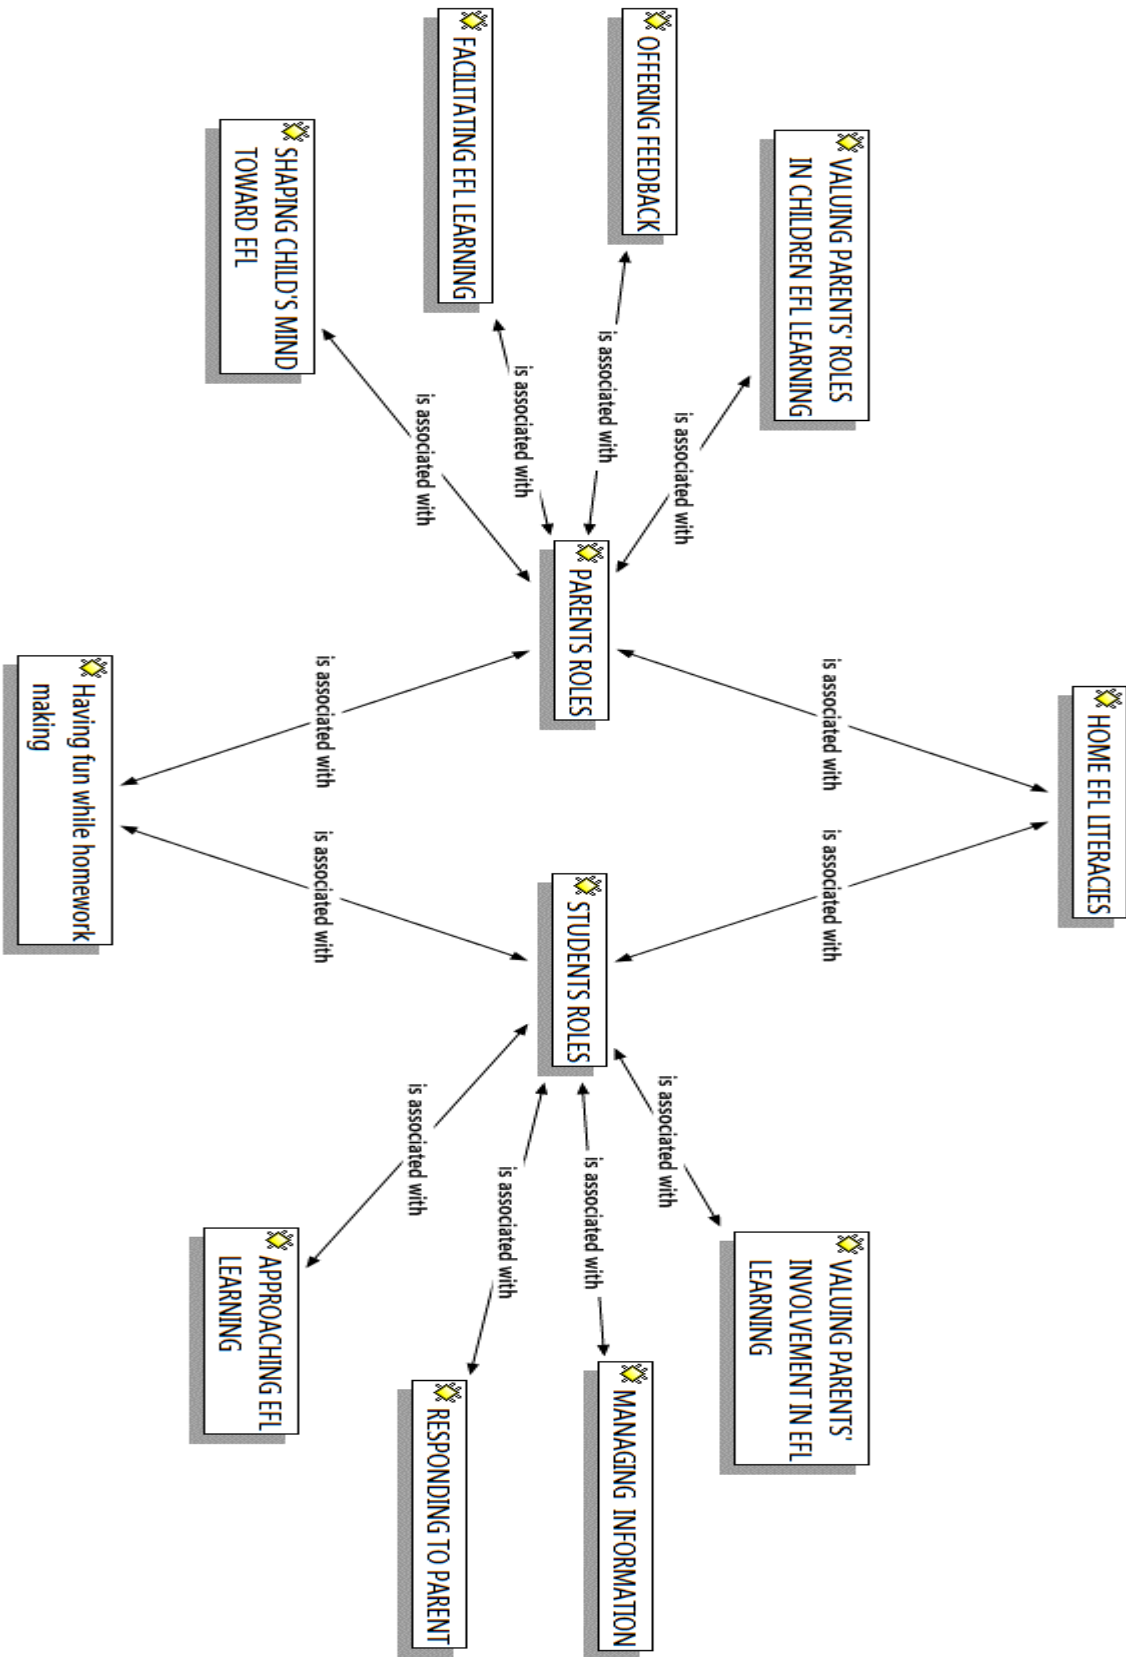 HOME EFL LITERACIES
is associated with
is associated with
VALUING PARENTS' ROLES
IN CHILDREN EFL LEARNING
VALUING PARENTS'
INVOLVEMENT IN EFL
LEARNING
is associated with
is associated with
OFFERING FEEDBACK
MANAGING INFORMATION
is associated with
is associated with
PARENTS ROLES
STUDENTS ROLES
FACILITATING EFL LEARNING
is associated with
is associated with
RESPONDING TO PARENT
is associated with
is associated with
SHAPING CHILD'S MIND
TOWARD EFL
APPROACHING EFL
LEARNING
is associated with
is associated with
Having fun while homework
making